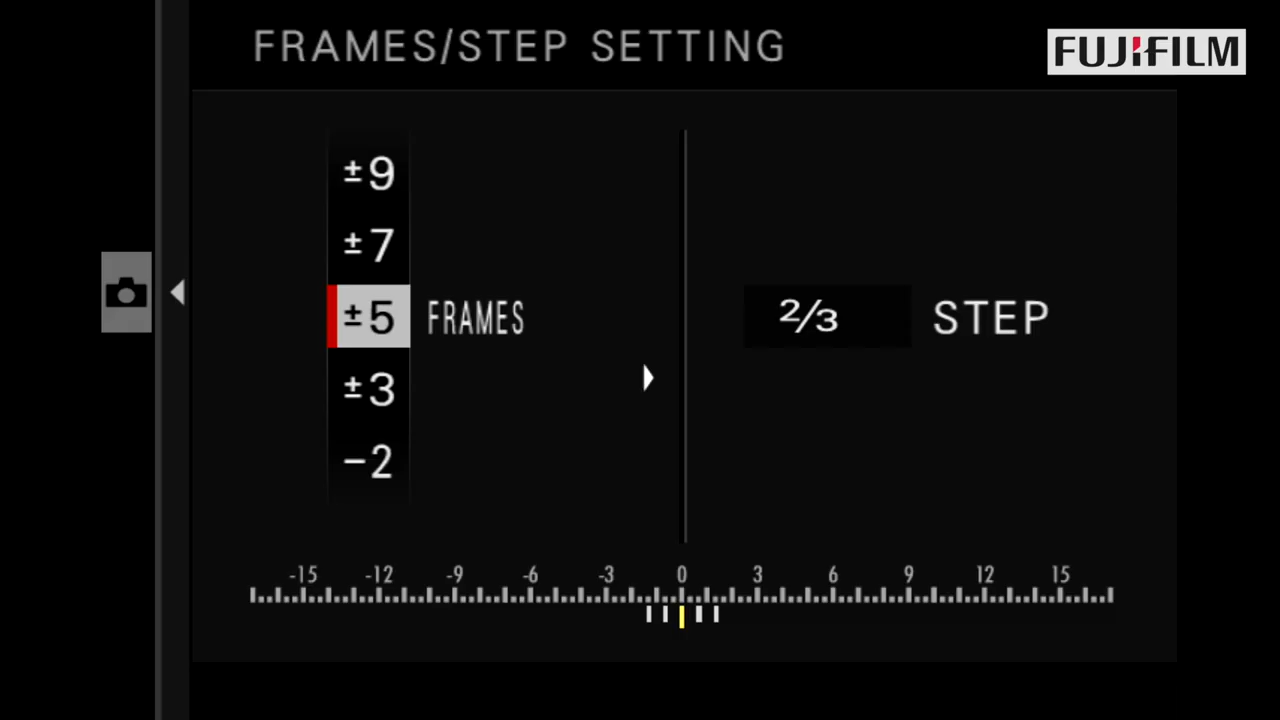 FRAMES/STEP SETTING
FUJIFILM
±9
±7
±5 FRAMES
±3
−2
⅔ STEP
-15 -12 -9 -6 -3 0 3 6 9 12 15